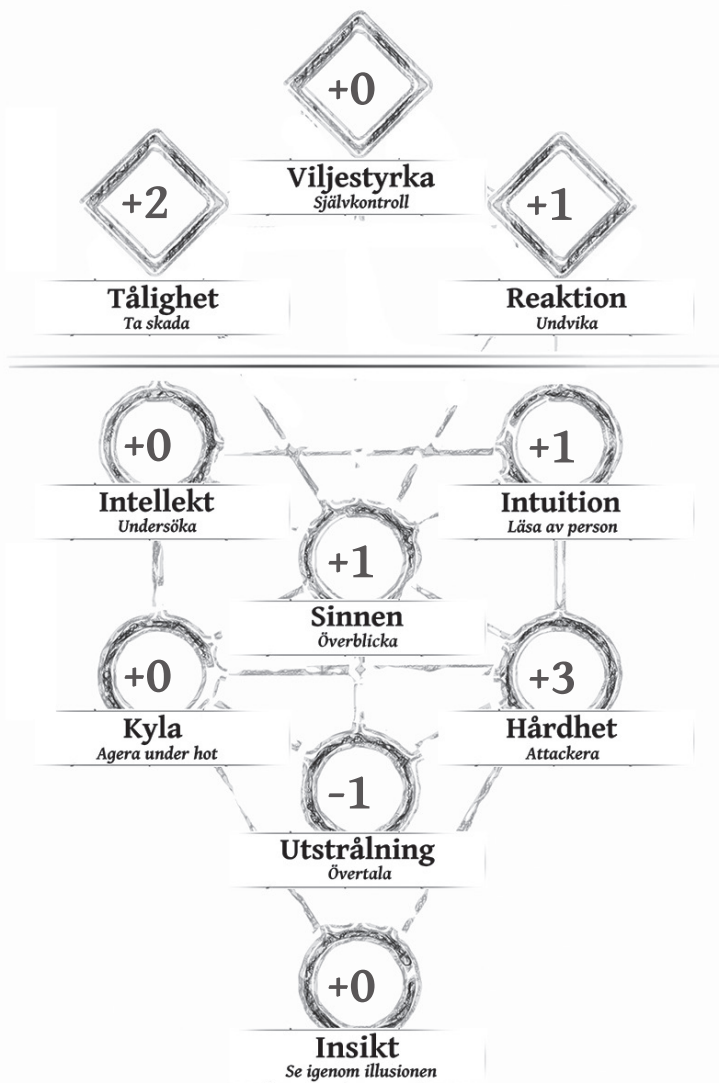 +0
Viljestyrka
Självkontroll
+2
Tålighet
Ta skada
+1
Reaktion
Undvika
+0
Intellekt
Undersöka
+1
Intuition
Läsa av person
+1
Sinnen
Överblicka
+0
Kyla
Agera under hot
+3
Hårdhet
Attackera
-1
Utstrålning
Övertala
+0
Insikt
Se igenom illusionen